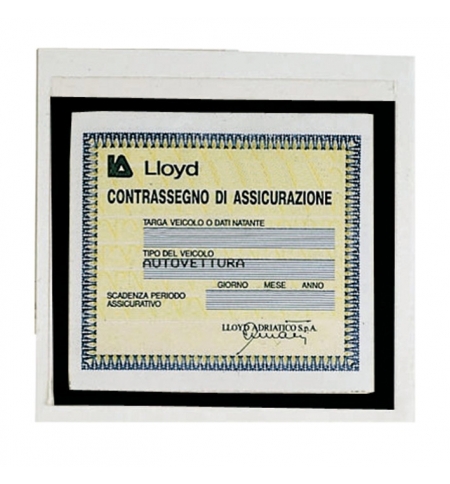 LA Lloyd
CONTRASSEGNO DI ASSICURAZIONE
TARGA VEICOLO O DATI NATANTE
TIPO DEL VEICOLO
AUTOVETTURA
GIORNO MESE ANNO
SCADENZA PERIODO
ASSICURATIVO
LLOYD ADRIATICO S.p.A.